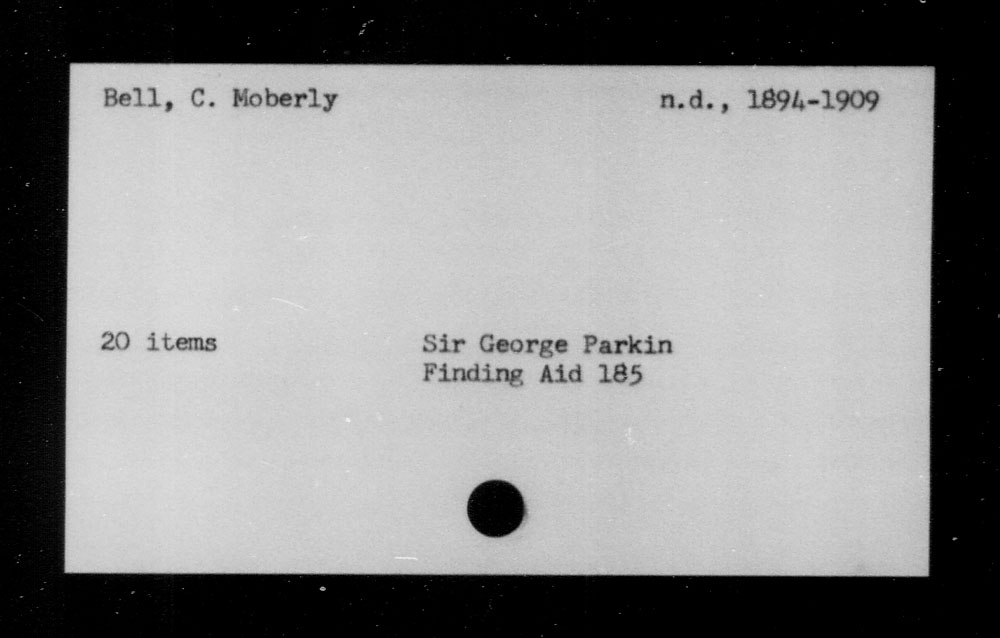 Bell, C. Moberly n.d., 1894-1909
20 items Sir George Parkin
Finding Aid 185